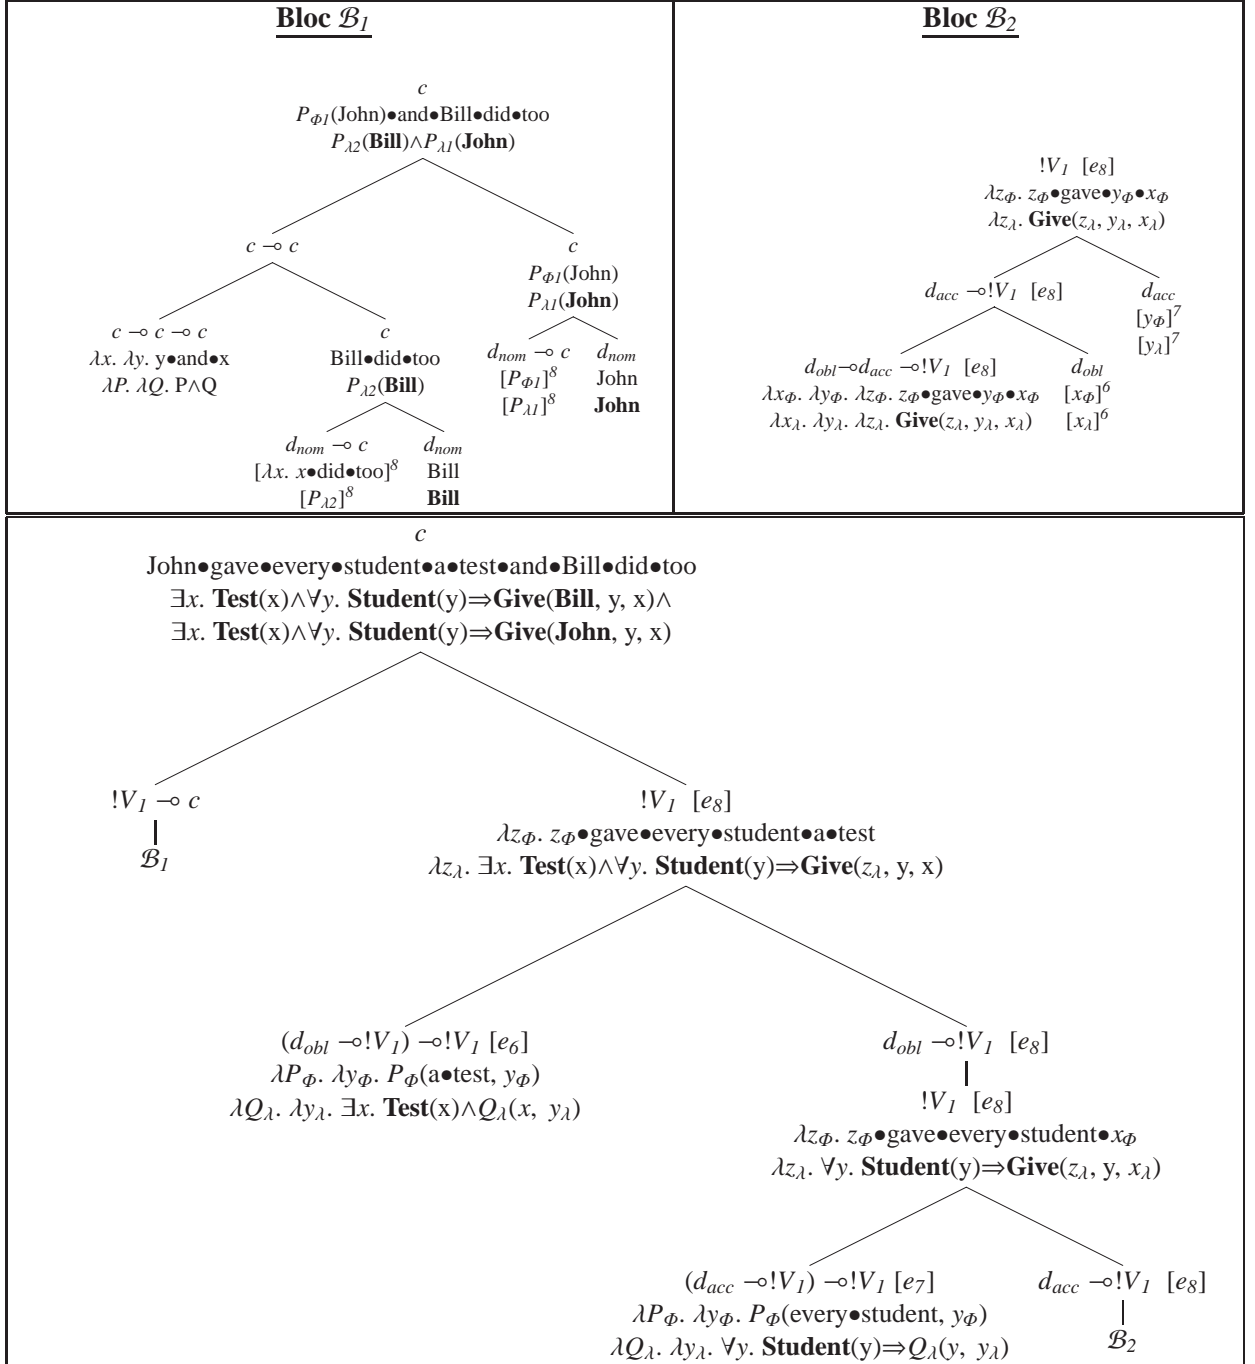 Bloc ℬ1
c
PΦ1(John)●and●Bill●did●too
Pλ2(Bill)∧Pλ1(John)
c ⊸ c
c
PΦ1(John)
Pλ1(John)
c ⊸ c ⊸ c
λx. λy. y●and●x
λP. λQ. P∧Q
c
Bill●did●too
Pλ2(Bill)
dnom ⊸ c
[PΦ1]8
[Pλ1]8
dnom
John
John
dnom ⊸ c
[λx. x●did●too]8
[Pλ2]8
dnom
Bill
Bill
Bloc ℬ2
!V1 [e8]
λzΦ. zΦ●gave●yΦ●xΦ
λzλ. Give(zλ, yλ, xλ)
dacc ⊸!V1 [e8]
dacc
[yΦ]7
[yλ]7
dobl⊸dacc ⊸!V1 [e8]
λxΦ. λyΦ. λzΦ. zΦ●gave●yΦ●xΦ
λxλ. λyλ. λzλ. Give(zλ, yλ, xλ)
dobl
[xΦ]6
[xλ]6
c
John●gave●every●student●a●test●and●Bill●did●too
∃x. Test(x)∧∀y. Student(y)⇒Give(Bill, y, x)∧
∃x. Test(x)∧∀y. Student(y)⇒Give(John, y, x)
!V1 ⊸ c
ℬ1
!V1 [e8]
λzΦ. zΦ●gave●every●student●a●test
λzλ. ∃x. Test(x)∧∀y. Student(y)⇒Give(zλ, y, x)
(dobl ⊸!V1) ⊸!V1 [e6]
λPΦ. λyΦ. PΦ(a●test, yΦ)
λQλ. λyλ. ∃x. Test(x)∧Qλ(x, yλ)
dobl ⊸!V1 [e8]
!V1 [e8]
λzΦ. zΦ●gave●every●student●xΦ
λzλ. ∀y. Student(y)⇒Give(zλ, y, xλ)
(dacc ⊸!V1) ⊸!V1 [e7]
λPΦ. λyΦ. PΦ(every●student, yΦ)
λQλ. λyλ. ∀y. Student(y)⇒Qλ(y, yλ)
dacc ⊸!V1 [e8]
ℬ2